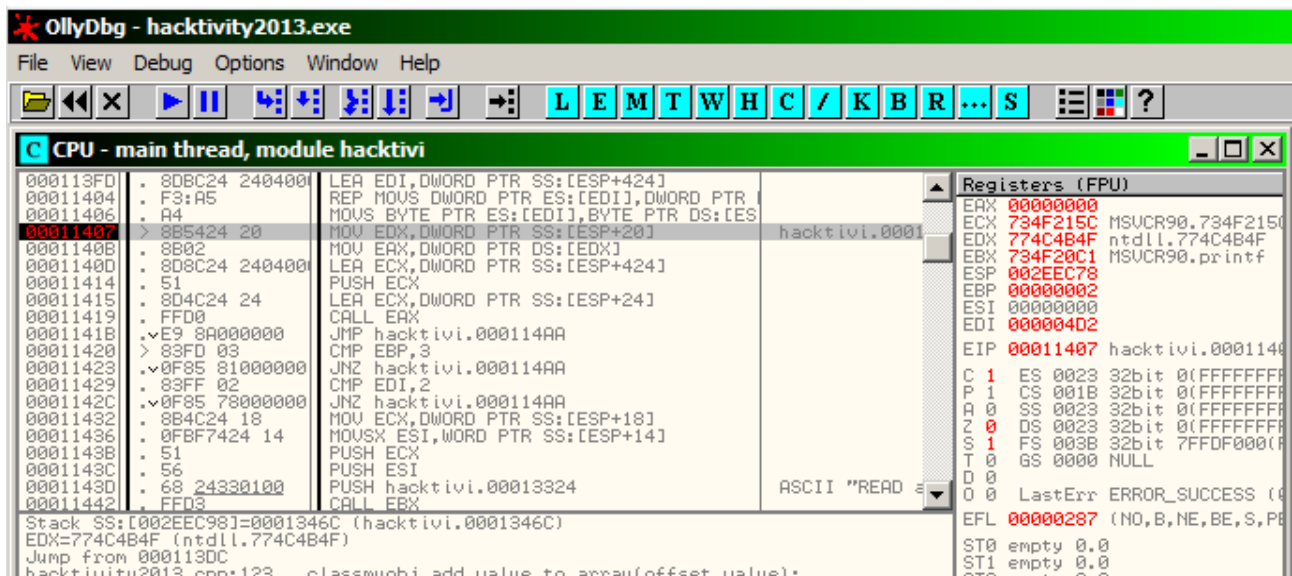 OllyDbg - hacktivity2013.exe
File View Debug Options Window Help
L E M T W H C / K B R ... S ?
C CPU - main thread, module hacktivi
000113FD . 8DBC24 2404000 LEA EDI,DWORD PTR SS:[ESP+424]
00011404 . F3:A5 REP MOVS DWORD PTR ES:[EDI],DWORD PTR
00011406 . A4 MOVS BYTE PTR ES:[EDI],BYTE PTR DS:[ES
00011407 > 8B5424 20 MOV EDX,DWORD PTR SS:[ESP+20] hacktivi.0001
0001140B . 8B02 MOV EAX,DWORD PTR DS:[EDX]
0001140D . 8D8C24 2404000 LEA ECX,DWORD PTR SS:[ESP+424]
00011414 . 51 PUSH ECX
00011415 . 8D4C24 24 LEA ECX,DWORD PTR SS:[ESP+24]
00011419 . FFD0 CALL EAX
0001141B .vE9 8A000000 JMP hacktivi.000114AA
00011420 > 83FD 03 CMP EBP,3
00011423 .v0F85 81000000 JNZ hacktivi.000114AA
00011429 . 83FF 02 CMP EDI,2
0001142C .v0F85 78000000 JNZ hacktivi.000114AA
00011432 . 8B4C24 18 MOV ECX,DWORD PTR SS:[ESP+18]
00011436 . 0FBF7424 14 MOVSX ESI,WORD PTR SS:[ESP+14]
0001143B . 51 PUSH ECX
0001143C . 56 PUSH ESI
0001143D . 68 24330100 PUSH hacktivi.00013324 ASCII "READ a
00011442 . FFD3 CALL EBX
Stack SS:[002EEC98]=0001346C (hacktivi.0001346C)
EDX=774C4B4F (ntdll.774C4B4F)
Jump from 000113DC
hacktivity2013.cpp:123. classmyobj.add_value_to_array(offset,value);
Registers (FPU)
EAX 00000000
ECX 734F215C MSVCR90.734F215C
EDX 774C4B4F ntdll.774C4B4F
EBX 734F20C1 MSVCR90.printf
ESP 002EEC78
EBP 00000002
ESI 00000000
EDI 000004D2
EIP 00011407 hacktivi.0001140
C 1 ES 0023 32bit 0(FFFFFFFF
P 1 CS 001B 32bit 0(FFFFFFFF
A 0 SS 0023 32bit 0(FFFFFFFF
Z 0 DS 0023 32bit 0(FFFFFFFF
S 1 FS 003B 32bit 7FFDF000(F
T 0 GS 0000 NULL
D 0
O 0 LastErr ERROR_SUCCESS (0
EFL 00000287 (NO,B,NE,BE,S,PE
ST0 empty 0.0
ST1 empty 0.0